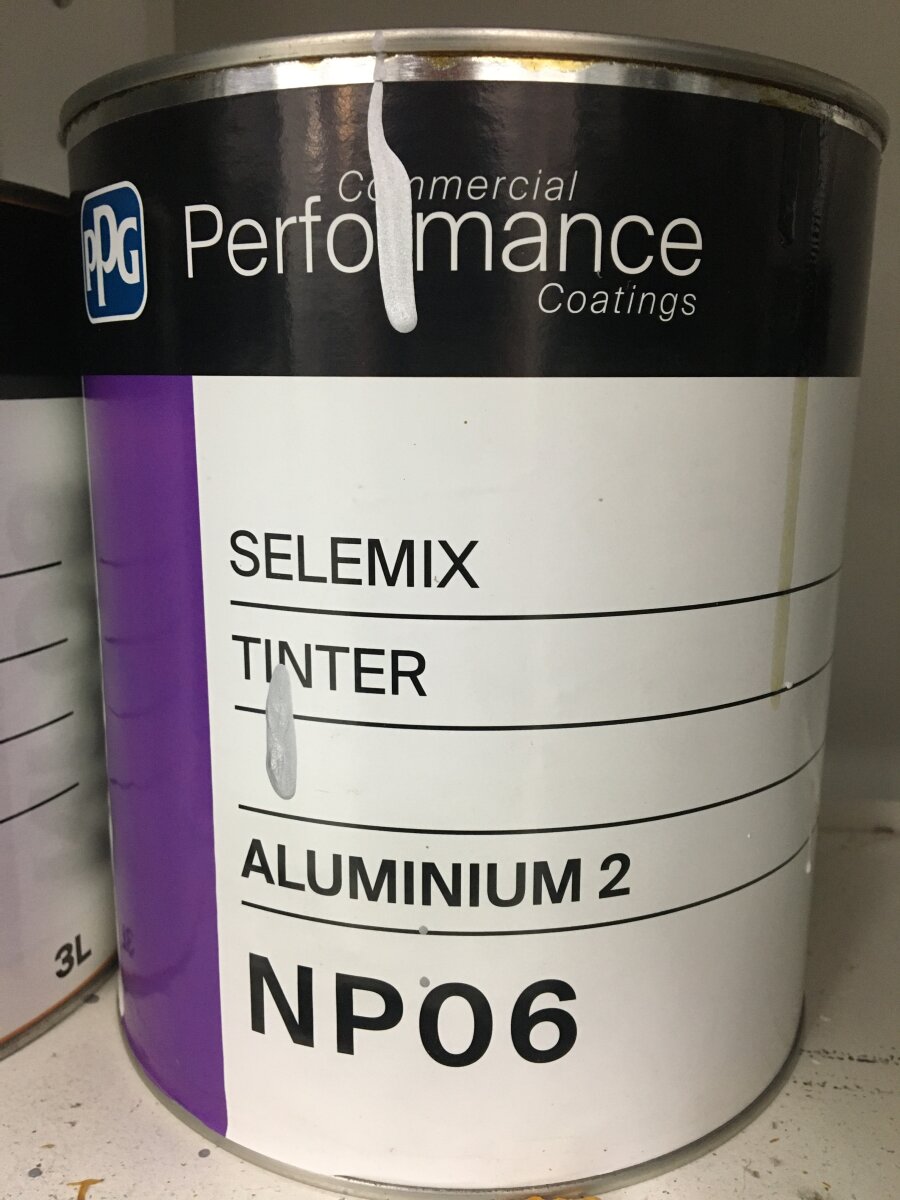 PPG
Commercial
Performance
Coatings
SELEMIX
TINTER
ALUMINIUM 2
NP06
3L